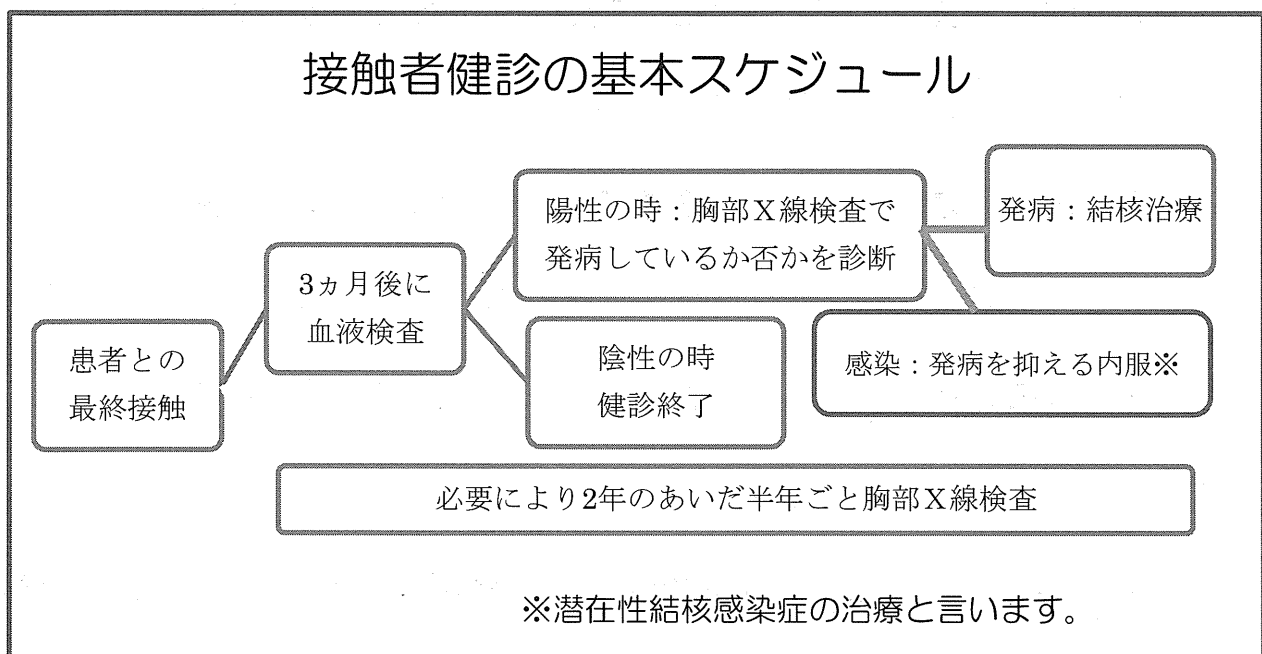 接触者健診の基本スケジュール
患者との
最終接触
3ヵ月後に
血液検査
陽性の時：胸部Ｘ線検査で
発病しているか否かを診断
陰性の時
健診終了
発病：結核治療
感染：発病を抑える内服※
必要により2年のあいだ半年ごと胸部Ｘ線検査
※潜在性結核感染症の治療と言います。